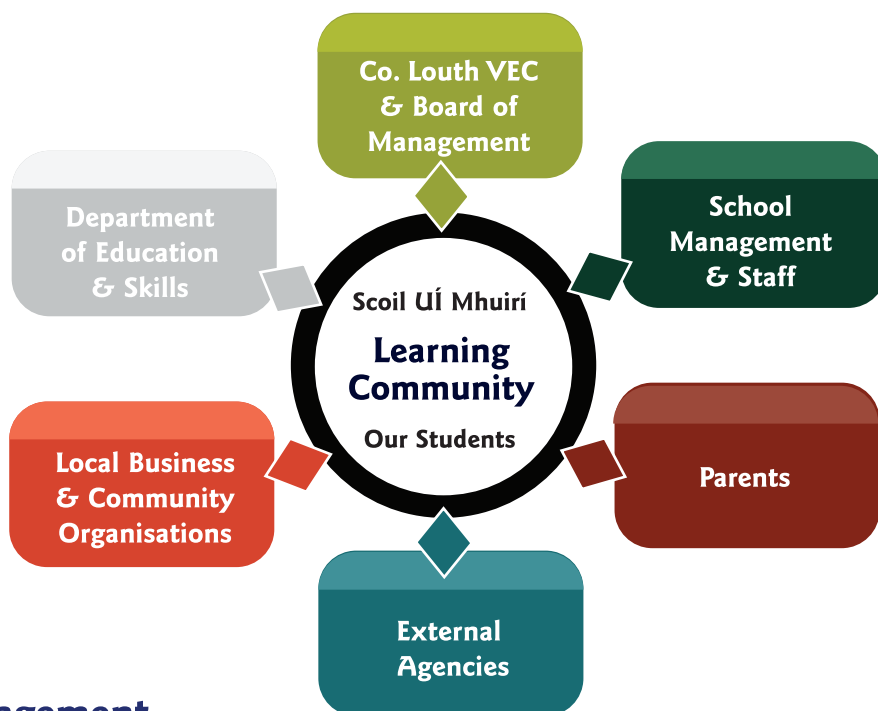 Co. Louth VEC
& Board of
Management
Department
of Education
& Skills
School
Management
& Staff
Scoil UÍ Mhuirí
Learning
Community
Our Students
Local Business
& Community
Organisations
Parents
External
Agencies